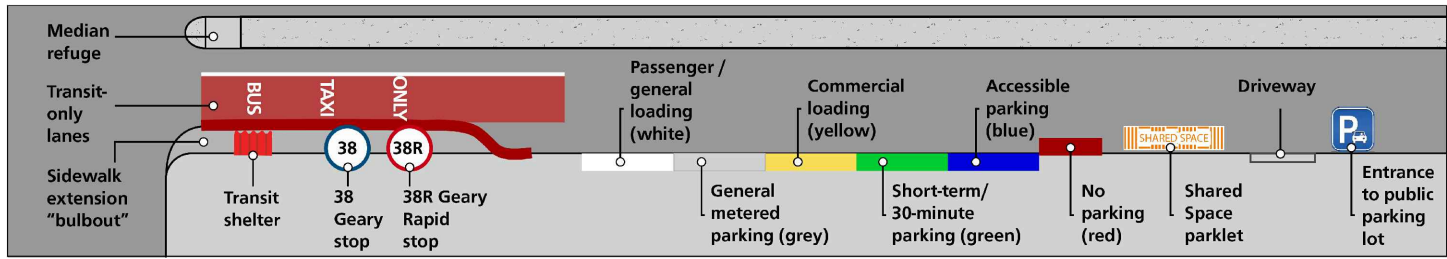 Median
refuge
Transit-
only
lanes
Sidewalk
extension
“bulbout”
BUS
TAXI
ONLY
38
38R
Transit
shelter
38
Geary
stop
38R Geary
Rapid
stop
Passenger /
general
loading
(white)
General
metered
parking (grey)
Commercial
loading
(yellow)
Short-term/
30-minute
parking (green)
Accessible
parking
(blue)
No
parking
(red)
SHARED SPACE
Shared
Space
parklet
Driveway
P
Entrance
to public
parking
lot